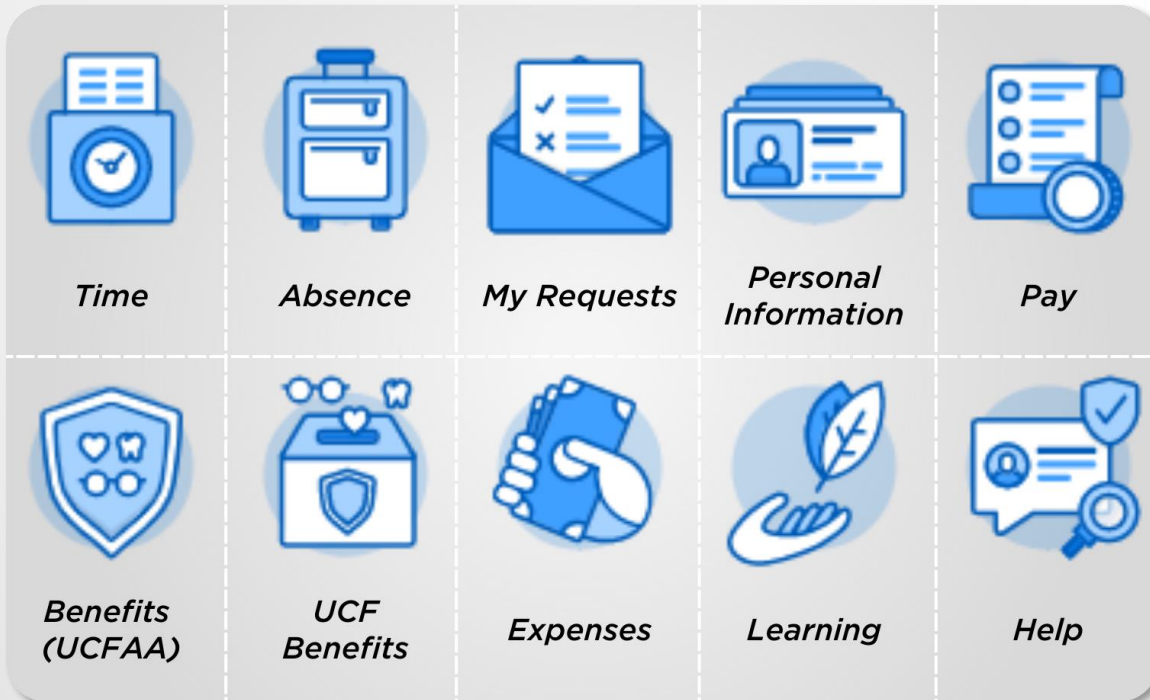 Time
Absence
My Requests
Personal
Information
Pay
Benefits
(UCFAA)
UCF
Benefits
Expenses
Learning
Help